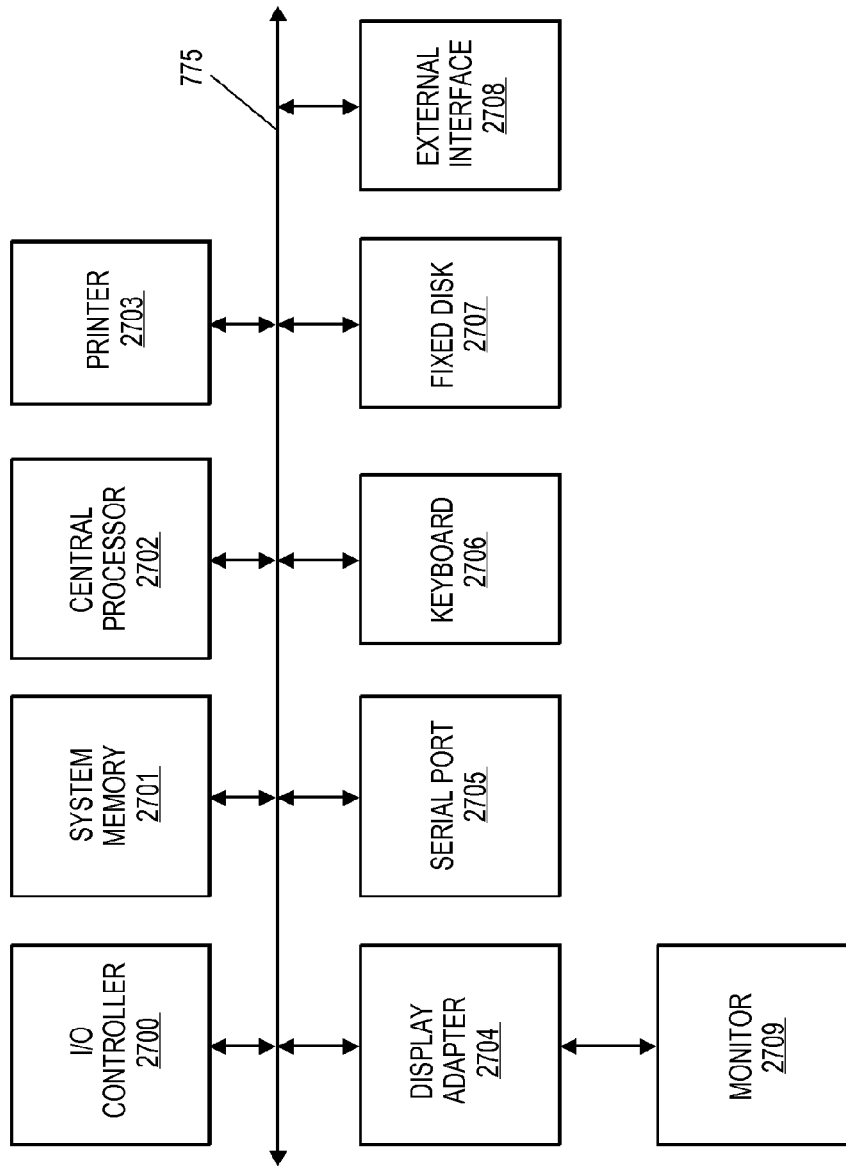 I/O
CONTROLLER
2700
SYSTEM
MEMORY
2701
CENTRAL
PROCESSOR
2702
PRINTER
2703
775
DISPLAY
ADAPTER
2704
SERIAL PORT
2705
KEYBOARD
2706
FIXED DISK
2707
EXTERNAL
INTERFACE
2708
MONITOR
2709